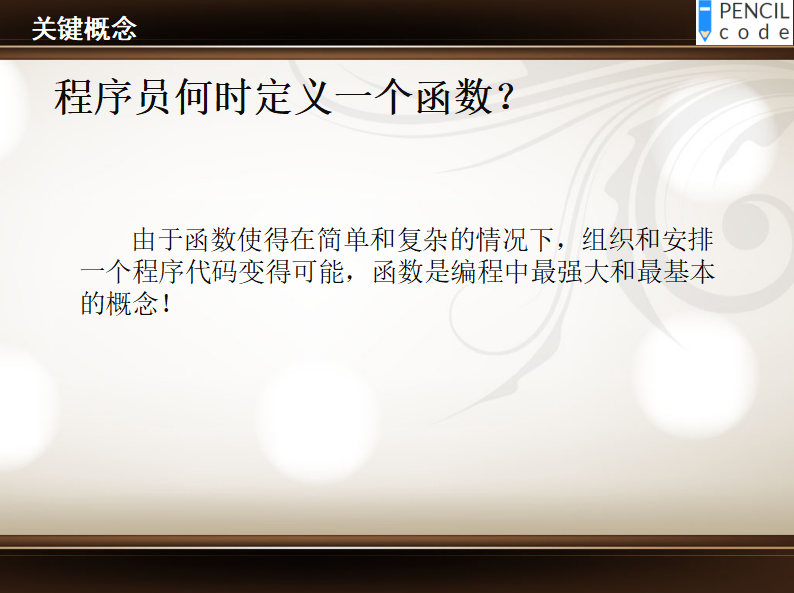 关键概念
PENCIL
code
程序员何时定义一个函数？
由于函数使得在简单和复杂的情况下，组织和安排
一个程序代码变得可能，函数是编程中最强大和最基本
的概念！